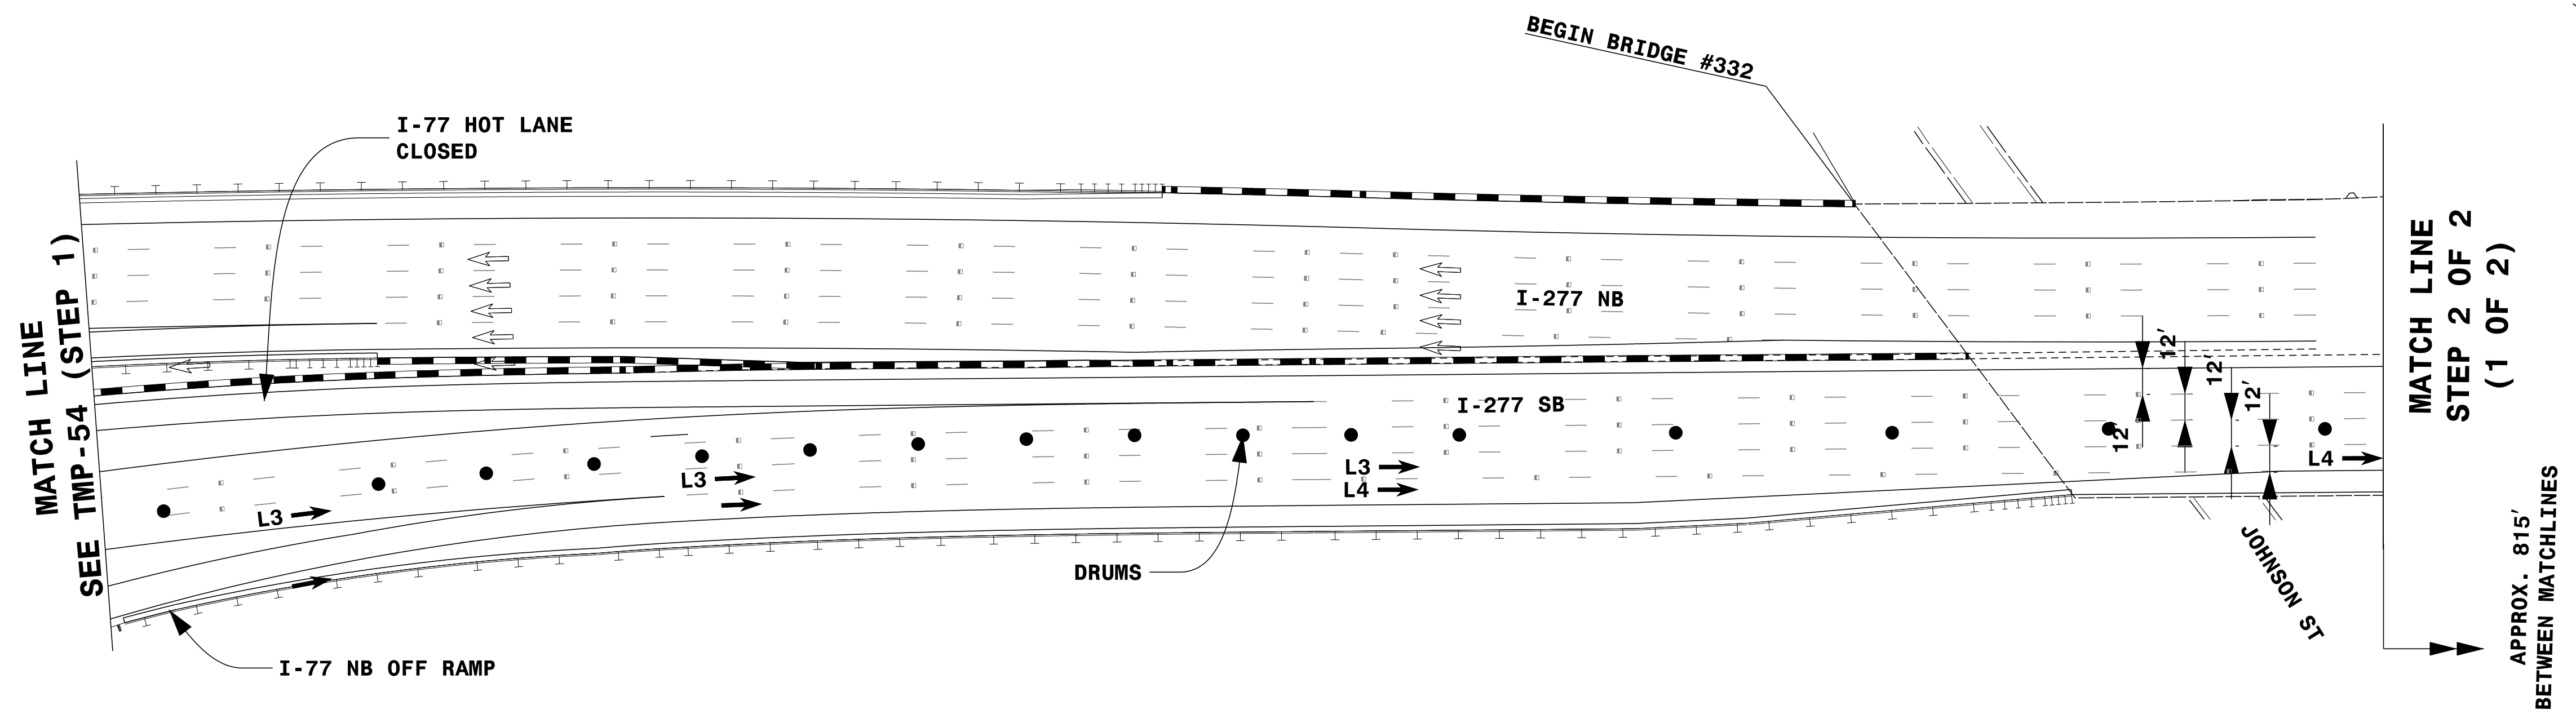 BEGIN BRIDGE #332
I-77 HOT LANE
CLOSED
MATCH LINE
SEE TMP-54 (STEP 1)
I-277 NB
I-277 SB
12'
12'
12'
12'
12'
L3
L3
L3
L4
L4
DRUMS
I-77 NB OFF RAMP
JOHNSON ST
MATCH LINE
STEP 2 OF 2
(1 OF 2)
APPROX. 815'
BETWEEN MATCHLINES